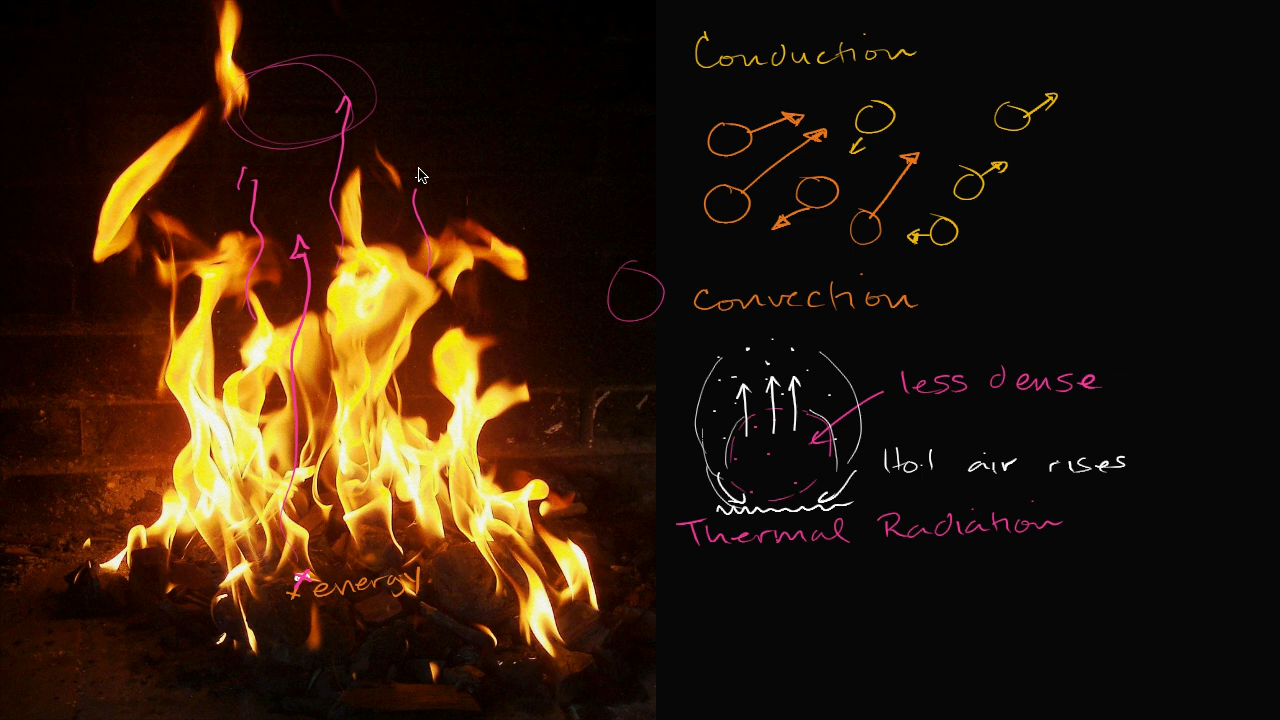 Conduction
Convection
less dense
Hot air rises
Thermal Radiation
+energy